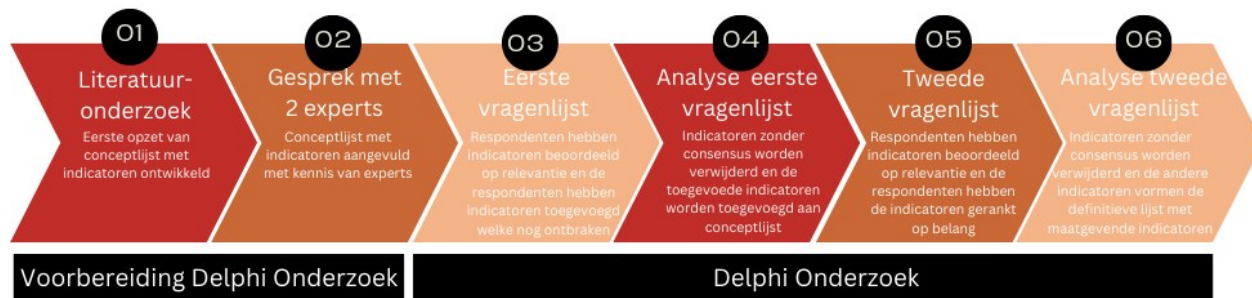 01
Literatuur-
onderzoek
Eerste opzet van
conceptlijst met
indicatoren ontwikkeld
02
Gesprek met
2 experts
Conceptlijst met
indicatoren aangevuld
met kennis van experts
03
Eerste
vragenlijst
Respondenten hebben
indicatoren beoordeeld
op relevantie en de
respondenten hebben
indicatoren toegevoegd
welke nog ontbraken
04
Analyse eerste
vragenlijst
Indicatoren zonder
consensus worden
verwijderd en de
toegevoede indicatoren
worden toegevoegd aan
conceptlijst
05
Tweede
vragenlijst
Respondenten hebben
indicatoren beoordeeld
op relevantie en de
respondenten hebben
de indicatoren gerankt
op belang
06
Analyse tweede
vragenlijst
Indicatoren zonder
consensus worden
verwijderd en de andere
indicatoren vormen de
definitieve lijst met
maatgevende indicatoren
Voorbereiding Delphi Onderzoek
Delphi Onderzoek